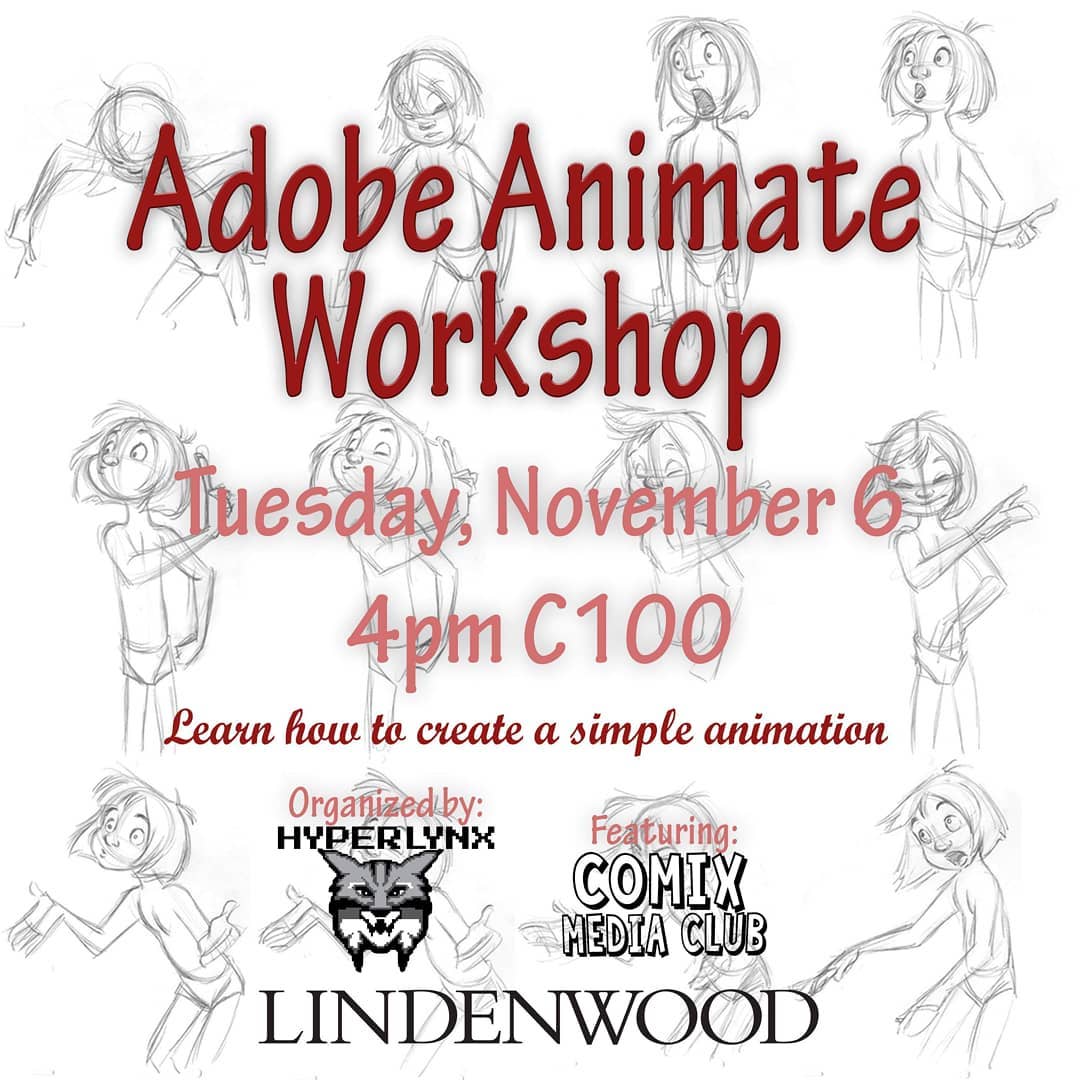 Adobe Animate
Workshop
Tuesday, November 6
4pm C100
Learn how to create a simple animation
Organized by:
HYPERLYNX
Featuring:
COMIX
MEDIA CLUB
LINDENWOOD